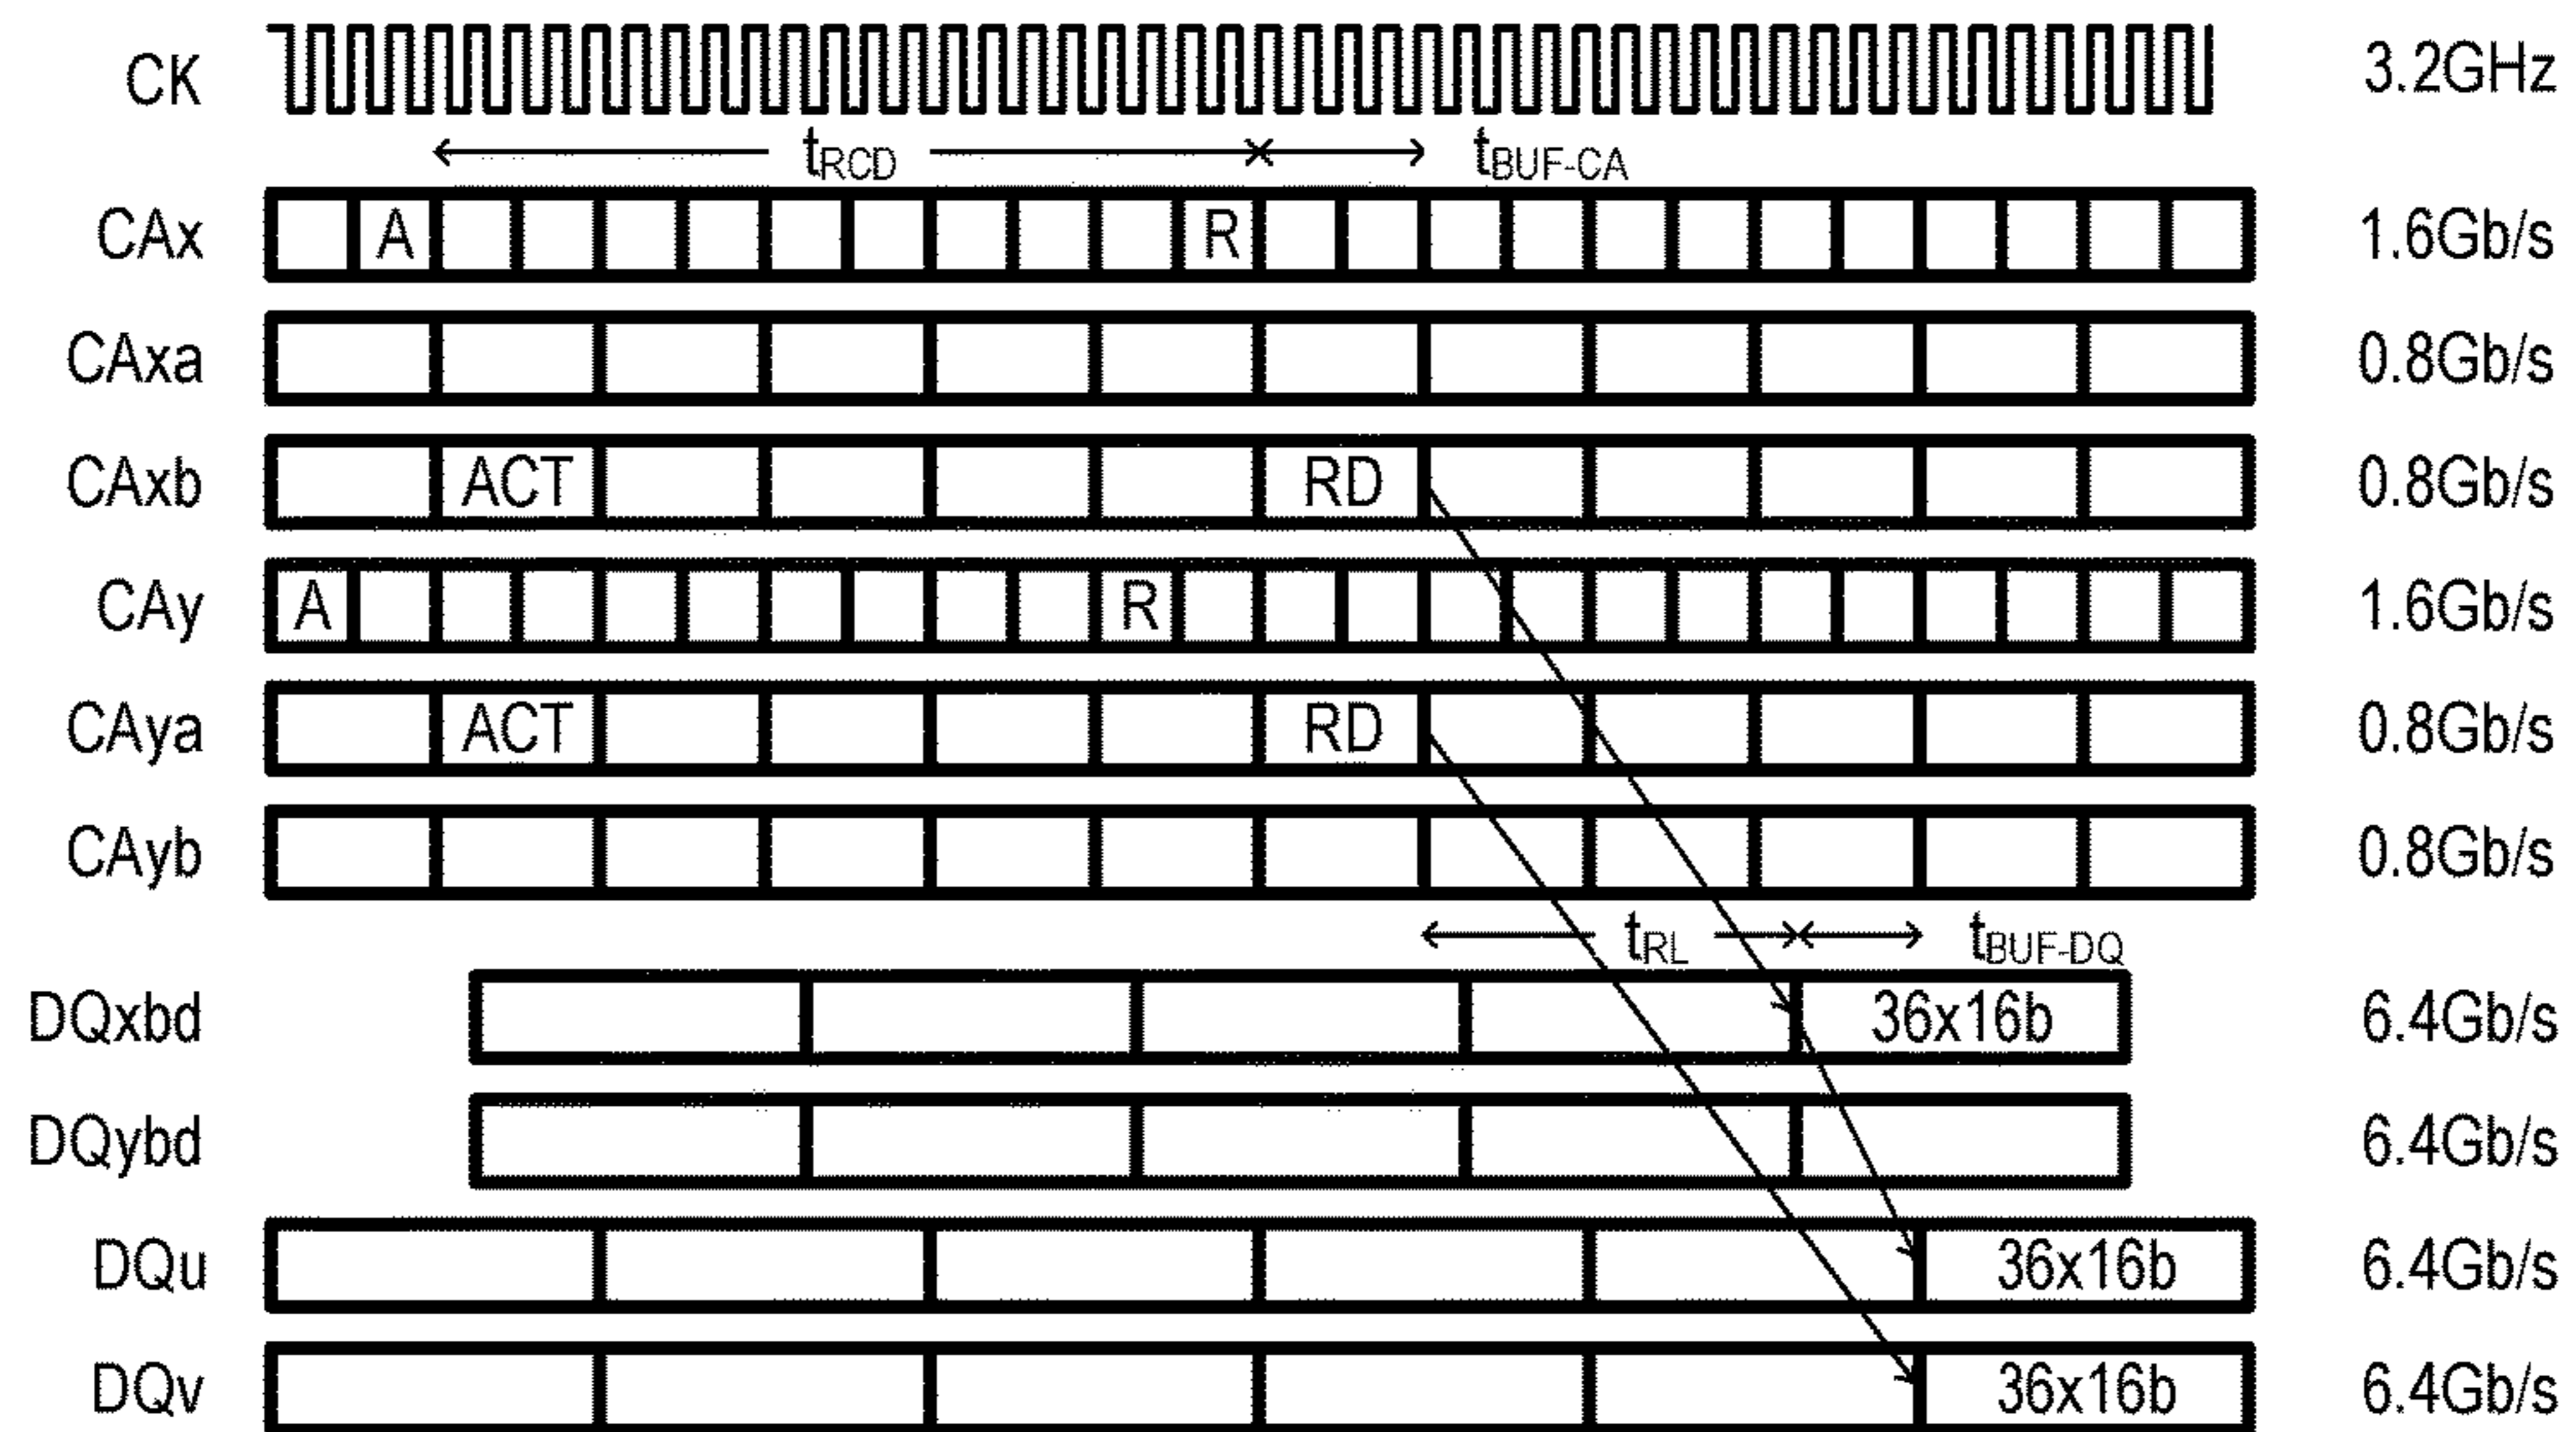 CK 3.2GHz
tRCD tBUF-CA
CAx A R 1.6Gb/s
CAxa 0.8Gb/s
CAxb ACT RD 0.8Gb/s
CAy A R 1.6Gb/s
CAya ACT RD 0.8Gb/s
CAyb 0.8Gb/s
tRL tBUF-DQ
DQxbd 36x16b 6.4Gb/s
DQybd 6.4Gb/s
DQu 36x16b 6.4Gb/s
DQv 36x16b 6.4Gb/s